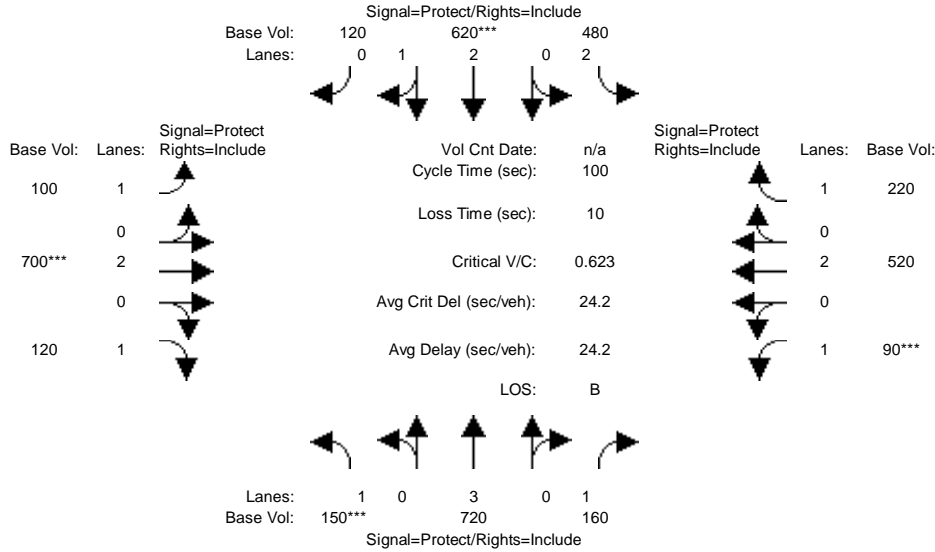 Signal=Protect/Rights=Include
Base Vol: 120 620*** 480
Lanes: 0 1 2 0 2
Signal=Protect
Rights=Include
Base Vol: Lanes:
100 1
0
700*** 2
0
120 1
Vol Cnt Date: n/a
Cycle Time (sec): 100
Loss Time (sec): 10
Critical V/C: 0.623
Avg Crit Del (sec/veh): 24.2
Avg Delay (sec/veh): 24.2
LOS: B
Signal=Protect
Rights=Include
Lanes: Base Vol:
1 220
0
2 520
0
1 90***
Lanes: 1 0 3 0 1
Base Vol: 150*** 720 160
Signal=Protect/Rights=Include